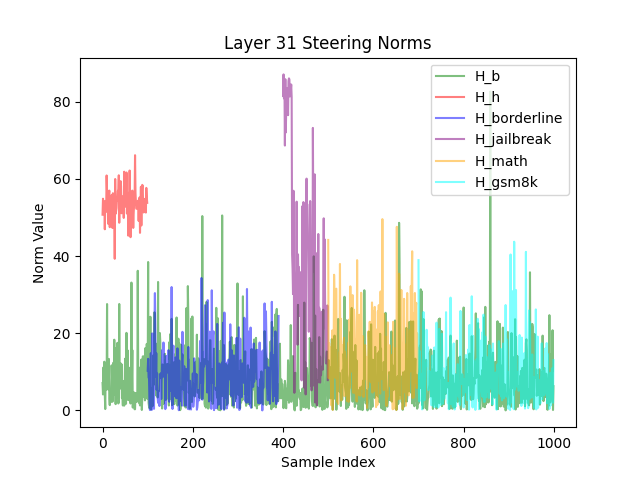 Layer 31 Steering Norms
Norm Value
80
60
40
20
0
H_b
H_h
H_borderline
H_jailbreak
H_math
H_gsm8k
0
200
400
600
800
1000
Sample Index